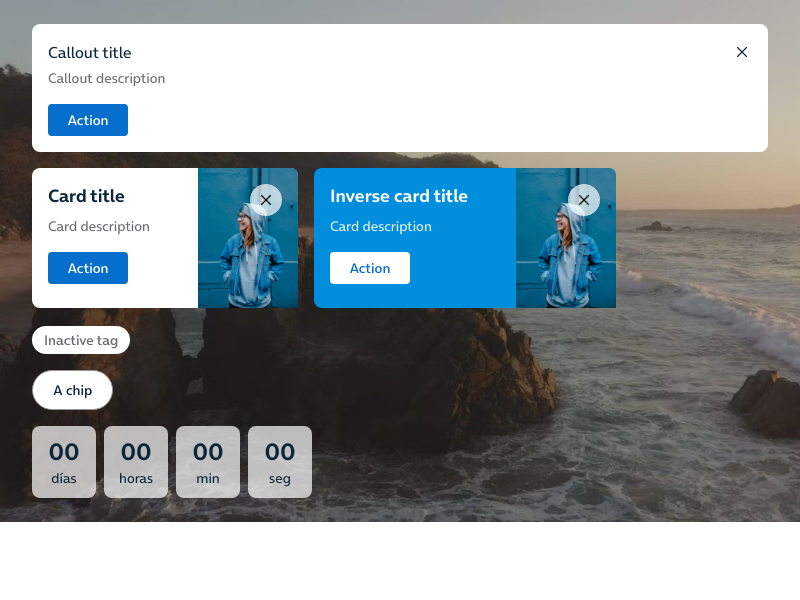 Callout title
Callout description
Action
Card title
Card description
Action
Inverse card title
Card description
Action
Inactive tag
A chip
00 00 00 00
días horas min seg